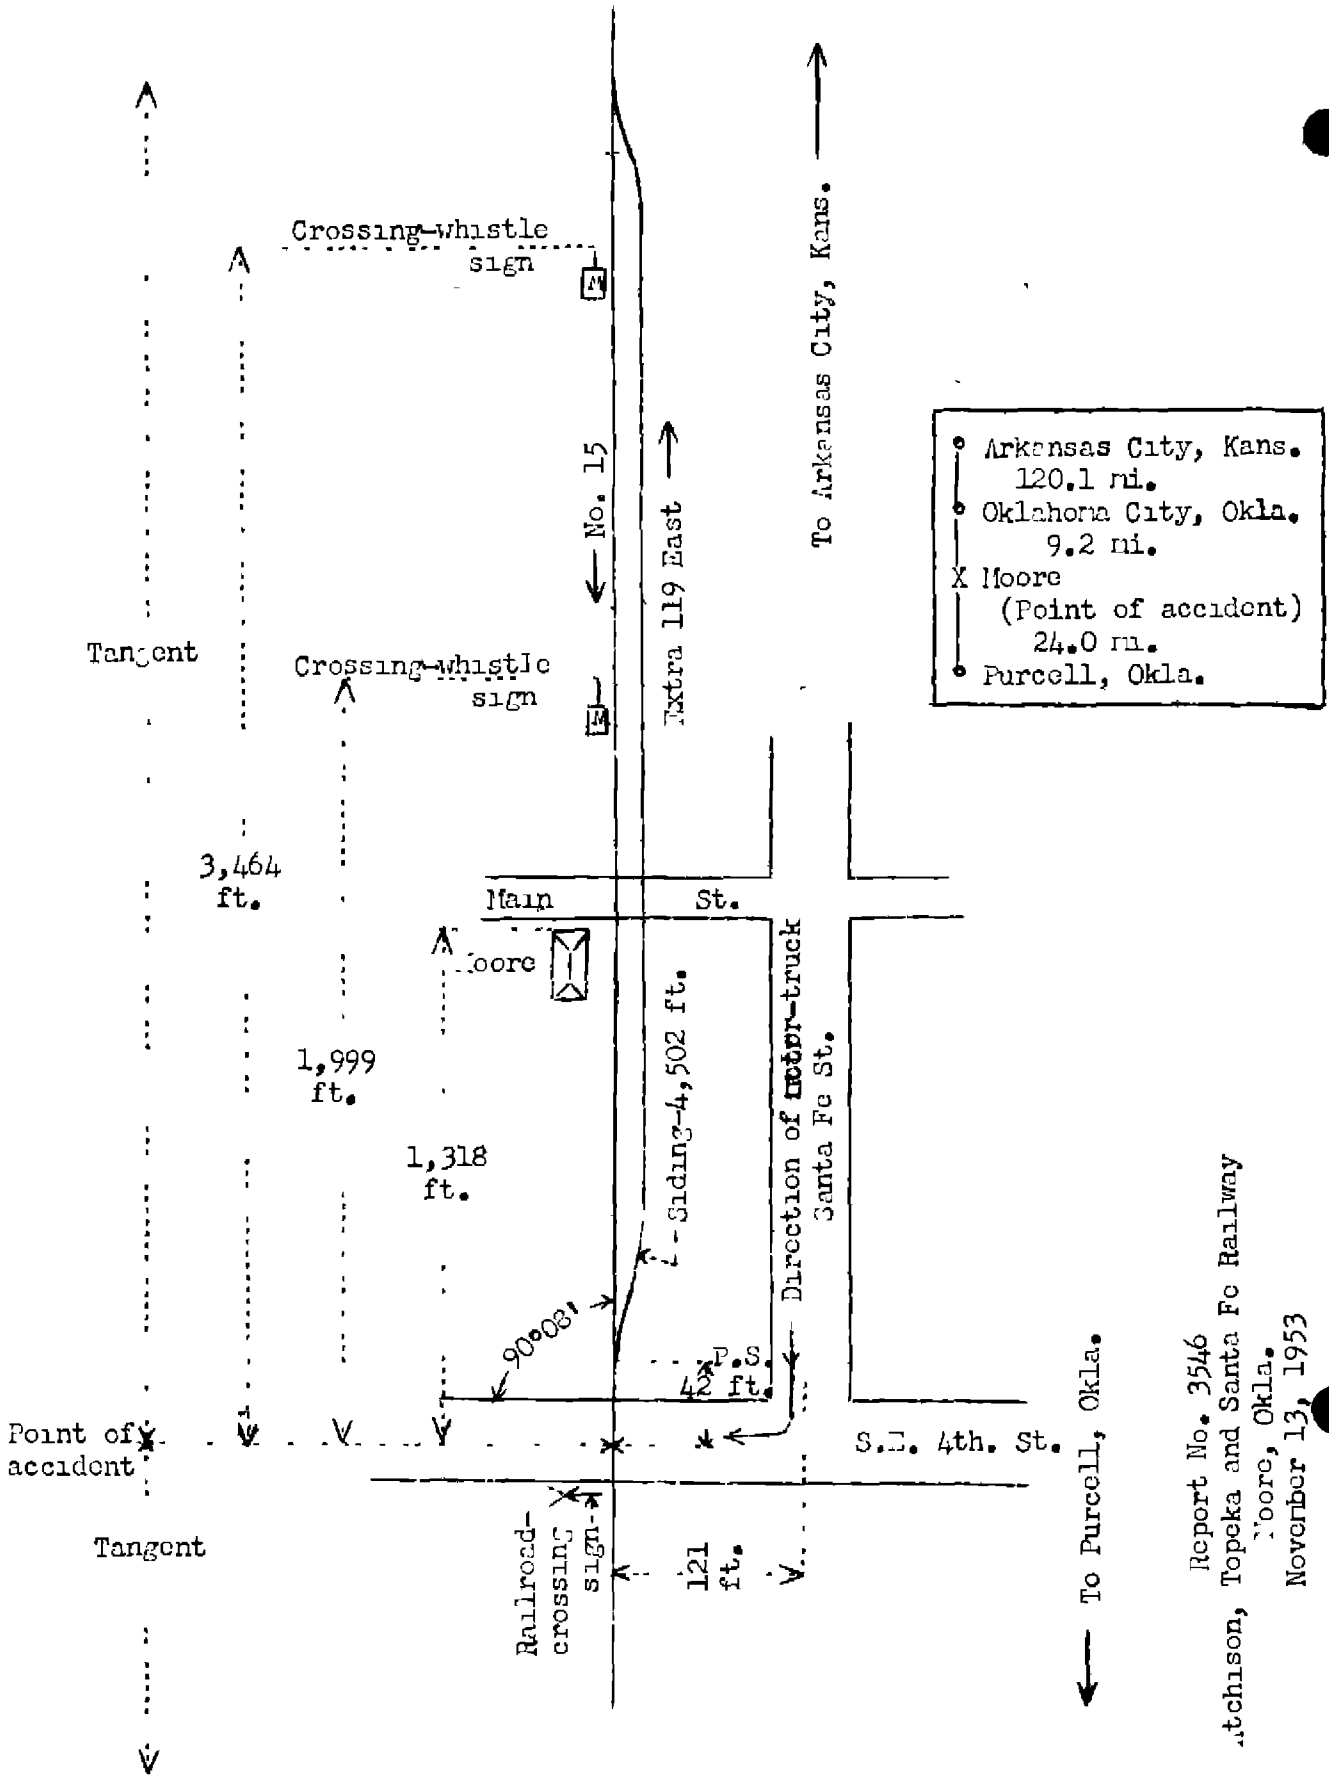 Crossing-whistle
sign
W
To Arkansas City, Kans.
No. 15
Extra 119 East
Arkansas City, Kans.
120.1 mi.
Oklahoma City, Okla.
9.2 mi.
X Moore
(Point of accident)
24.0 mi.
Purcell, Okla.
Tangent
Crossing-whistle
sign
W
3,464
ft.
Main St.
Moore
1,999
ft.
1,318
ft.
Siding-4,502 ft.
Direction of motor-truck
Santa Fe St.
90°08'
P.S.
42 ft.
Point of
accident
S.E. 4th. St.
Tangent
Railroad-
crossing
sign
121
ft.
To Purcell, Okla.
Report No. 3546
Atchison, Topeka and Santa Fe Railway
Moore, Okla.
November 13, 1953